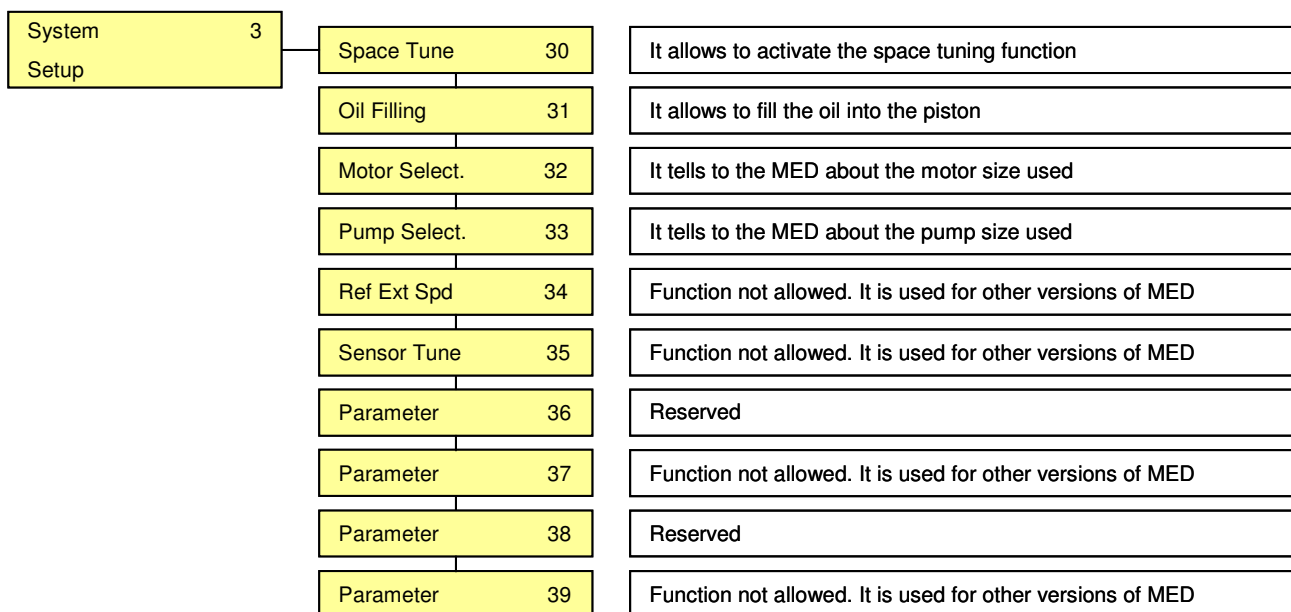 System 3
Setup
Space Tune 30 It allows to activate the space tuning function
Oil Filling 31 It allows to fill the oil into the piston
Motor Select. 32 It tells to the MED about the motor size used
Pump Select. 33 It tells to the MED about the pump size used
Ref Ext Spd 34 Function not allowed. It is used for other versions of MED
Sensor Tune 35 Function not allowed. It is used for other versions of MED
Parameter 36 Reserved
Parameter 37 Function not allowed. It is used for other versions of MED
Parameter 38 Reserved
Parameter 39 Function not allowed. It is used for other versions of MED